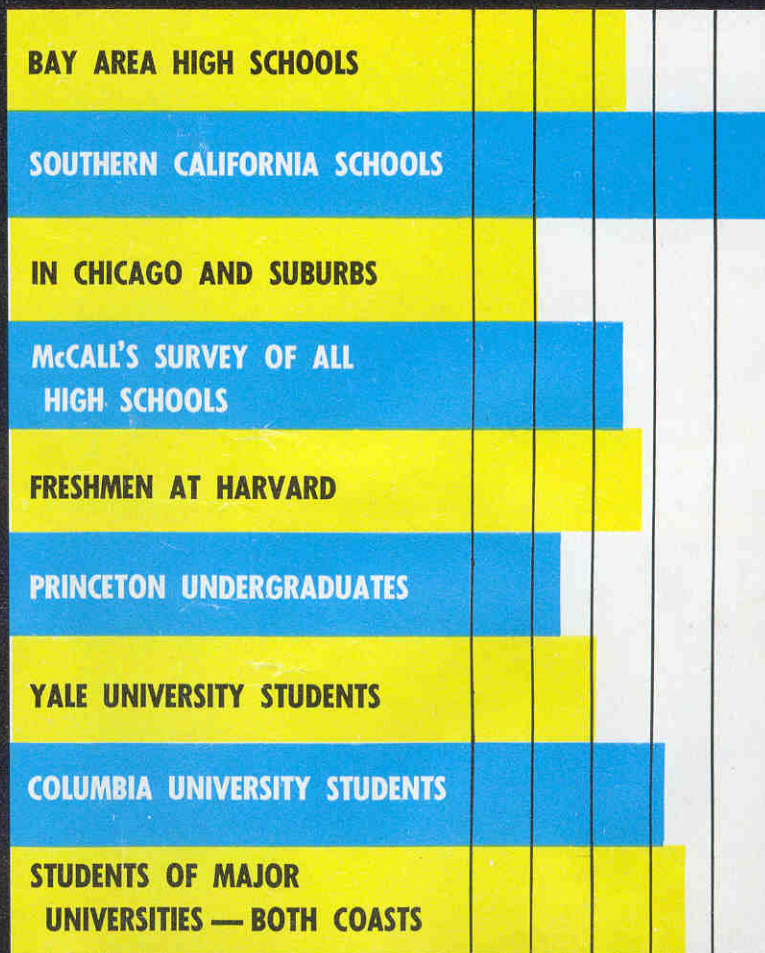 BAY AREA HIGH SCHOOLS
SOUTHERN CALIFORNIA SCHOOLS
IN CHICAGO AND SUBURBS
McCALL'S SURVEY OF ALL
HIGH SCHOOLS
FRESHMEN AT HARVARD
PRINCETON UNDERGRADUATES
YALE UNIVERSITY STUDENTS
COLUMBIA UNIVERSITY STUDENTS
STUDENTS OF MAJOR
UNIVERSITIES — BOTH COASTS